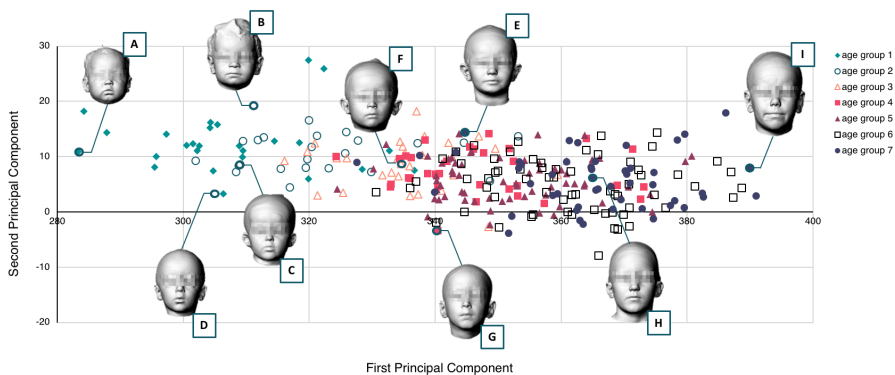 A
B
E
F
I
30
20
10
0
-10
-20
280
300
320
340
360
380
400
C
D
G
H
Second Principal Component
First Principal Component
age group 1
age group 2
age group 3
age group 4
age group 5
age group 6
age group 7